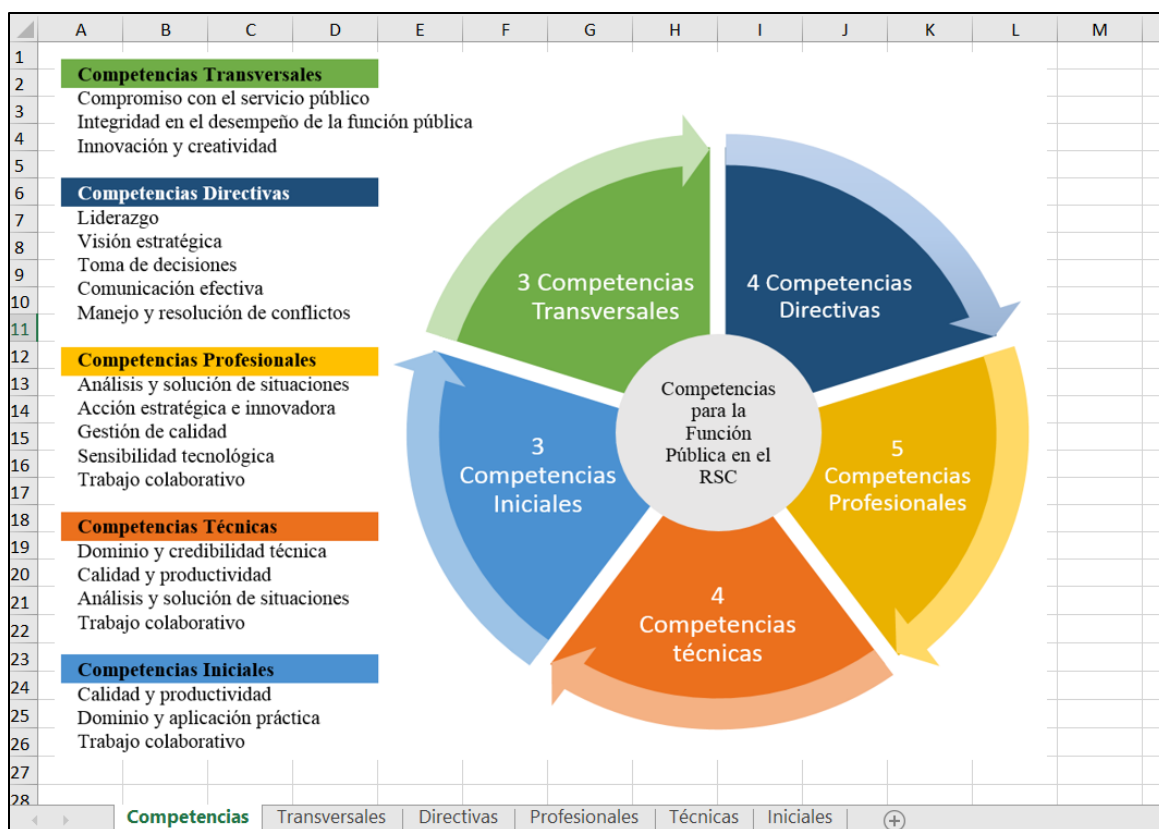 A B C D E F G H I J K L M
1
2
3
4
5
6
7
8
9
10
11
12
13
14
15
16
17
18
19
20
21
22
23
24
25
26
27
28
Competencias Transversales
Compromiso con el servicio público
Integridad en el desempeño de la función pública
Innovación y creatividad
Competencias Directivas
Liderazgo
Visión estratégica
Toma de decisiones
Comunicación efectiva
Manejo y resolución de conflictos
Competencias Profesionales
Análisis y solución de situaciones
Acción estratégica e innovadora
Gestión de calidad
Sensibilidad tecnológica
Trabajo colaborativo
Competencias Técnicas
Dominio y credibilidad técnica
Calidad y productividad
Análisis y solución de situaciones
Trabajo colaborativo
Competencias Iniciales
Calidad y productividad
Dominio y aplicación práctica
Trabajo colaborativo
3 Competencias
Transversales
4 Competencias
Directivas
5
Competencias
Profesionales
4
Competencias
técnicas
3
Competencias
Iniciales
Competencias
para la
Función
Pública en el
RSC
Competencias Transversales Directivas Profesionales Técnicas Iniciales